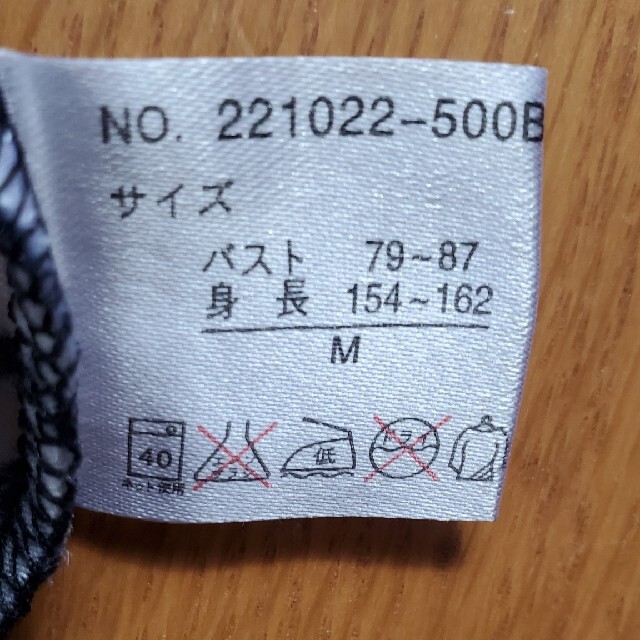 NO. 221022-500B
サイズ
バスト 79~87
身長 154~162
M
40 低
ネット使用